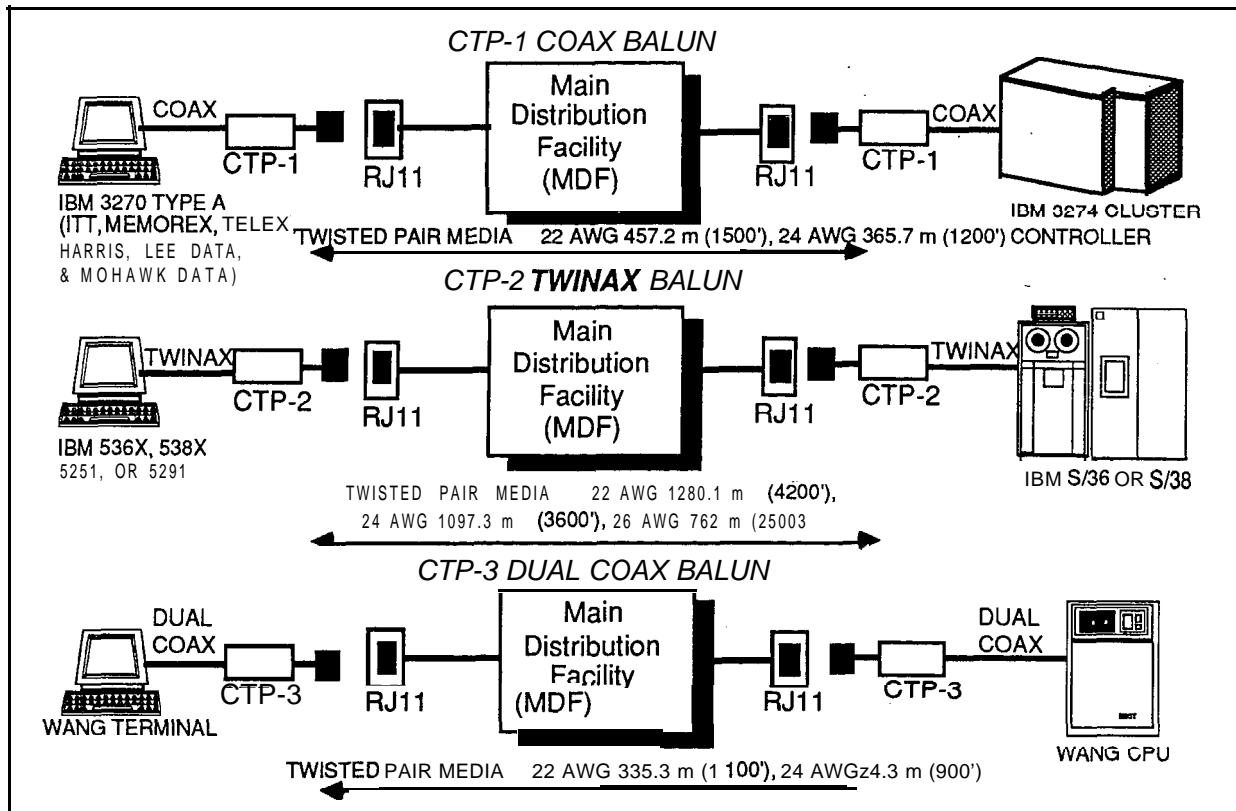 CTP-1 COAX BALUN
COAX
CTP-1
RJ11
Main
Distribution
Facility
(MDF)
RJ11
CTP-1
COAX
IBM 3270 TYPE A
(ITT, MEMOREX, TELEX
HARRIS, LEE DATA,
& MOHAWK DATA)
IBM 3274 CLUSTER
TWISTED PAIR MEDIA 22 AWG 457.2 m (1500'), 24 AWG 365.7 m (1200') CONTROLLER
CTP-2 TWINAX BALUN
TWINAX
CTP-2
RJ11
Main
Distribution
Facility
(MDF)
RJ11
CTP-2
TWINAX
IBM 536X, 538X
5251, OR 5291
IBM S/36 OR S/38
TWISTED PAIR MEDIA 22 AWG 1280.1 m (4200'),
24 AWG 1097.3 m (3600'), 26 AWG 762 m (25003
CTP-3 DUAL COAX BALUN
DUAL
COAX
CTP-3
RJ11
Main
Distribution
Facility
(MDF)
RJ11
CTP-3
DUAL
COAX
WANG TERMINAL
WANG CPU
TWISTED PAIR MEDIA 22 AWG 335.3 m (1 100'), 24 AWGz4.3 m (900')